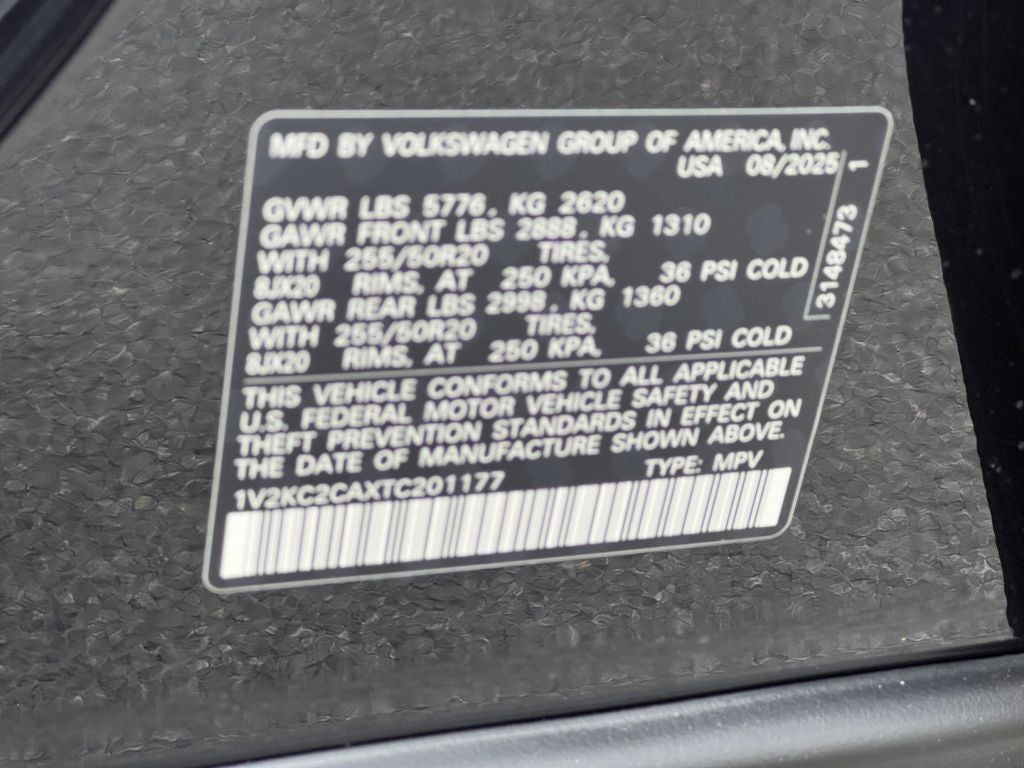 MFD BY VOLKSWAGEN GROUP OF AMERICA, INC.
USA 09/2025
GVWR LBS 5776, KG 2620
GAWR FRONT LBS 2888, KG 1310
WITH 255/50R20 TIRES,
8JX20 RIMS, AT 250 KPA, 36 PSI COLD
GAWR REAR LBS 2998, KG 1360
WITH 255/50R20 TIRES,
8JX20 RIMS, AT 250 KPA, 36 PSI COLD
3148473 1
THIS VEHICLE CONFORMS TO ALL APPLICABLE
U.S. FEDERAL MOTOR VEHICLE SAFETY AND
THEFT PREVENTION STANDARDS IN EFFECT ON
THE DATE OF MANUFACTURE SHOWN ABOVE.
1V2KC2CAXTC201177 TYPE: MPV